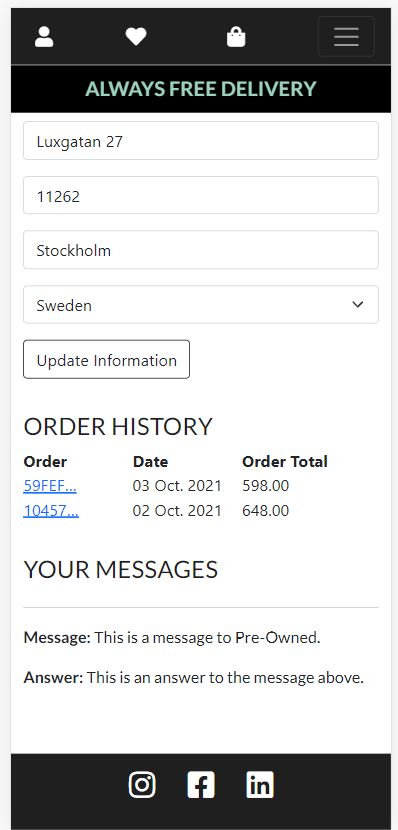 ALWAYS FREE DELIVERY
Luxgatan 27
11262
Stockholm
Sweden
Update Information
ORDER HISTORY
Order Date Order Total
59FEF... 03 Oct. 2021 598.00
10457... 02 Oct. 2021 648.00
YOUR MESSAGES
Message: This is a message to Pre-Owned.
Answer: This is an answer to the message above.